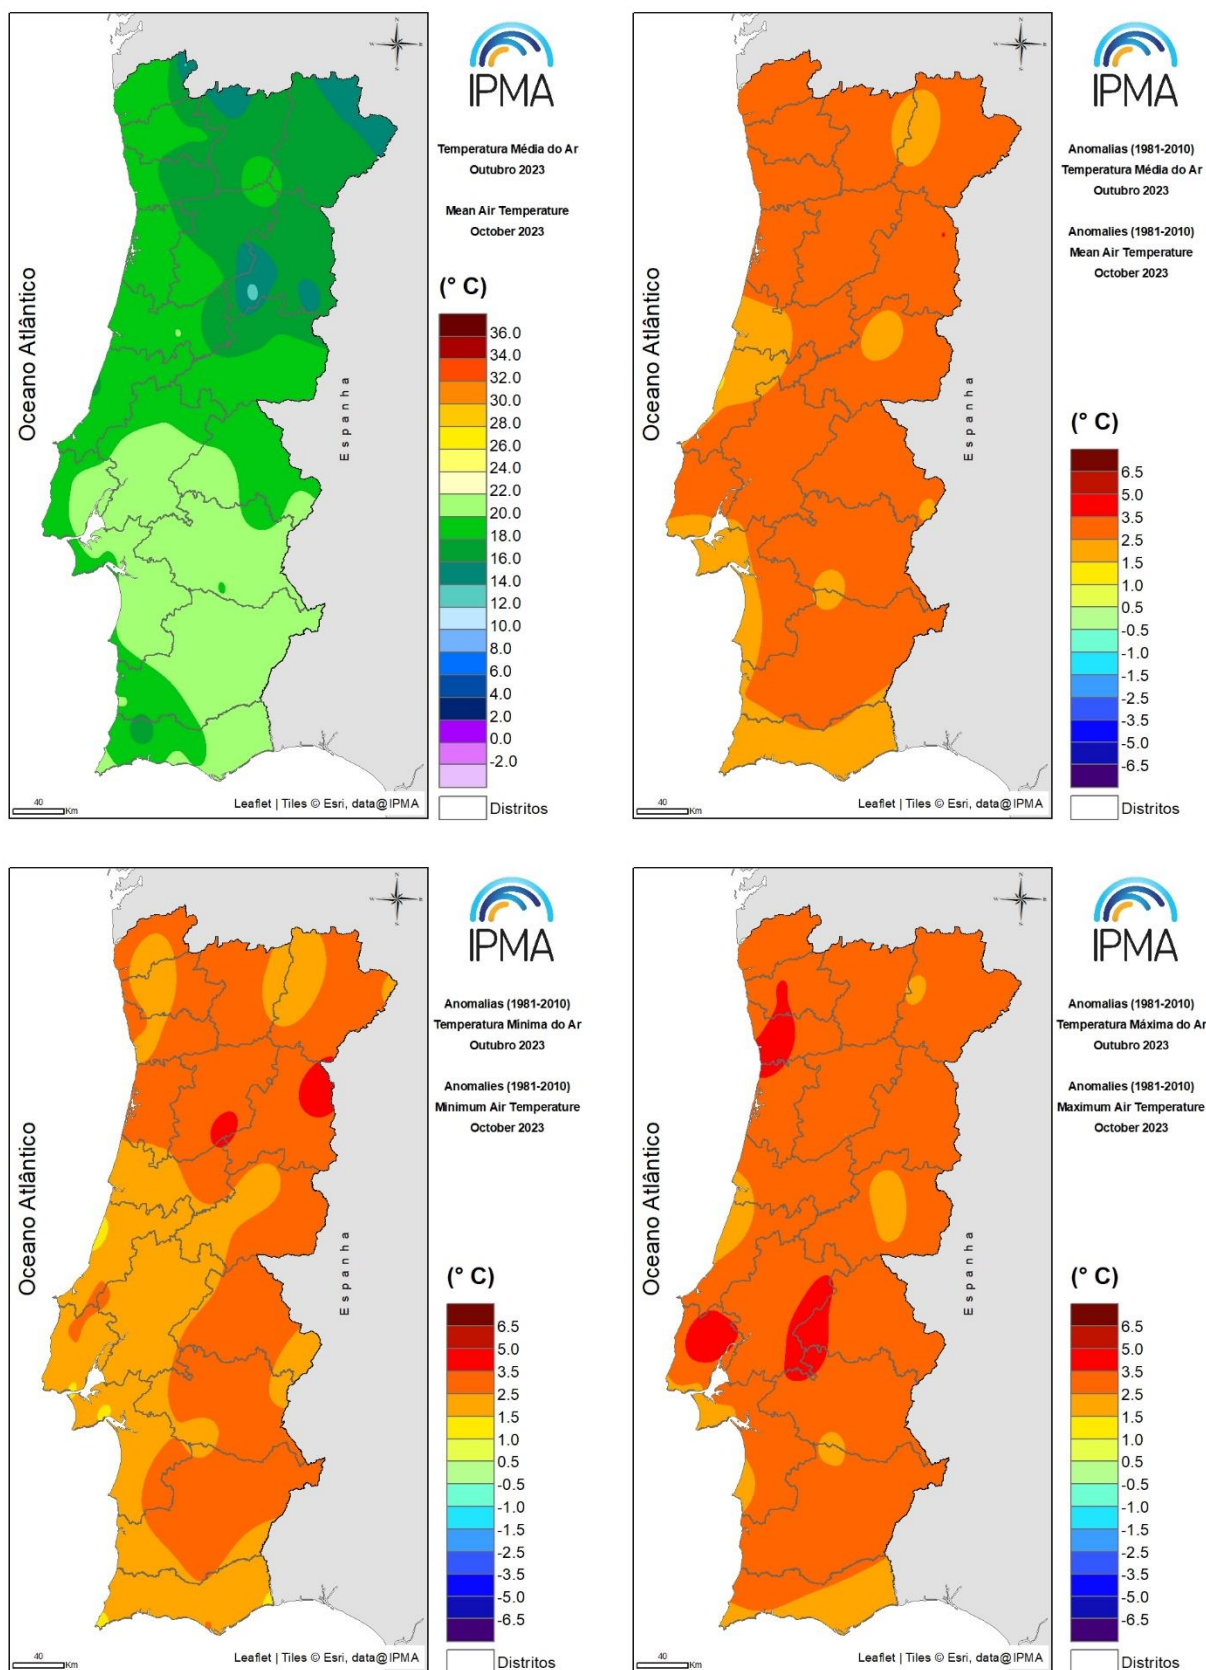 N
W
E
S
IPMA
Temperatura Média do Ar
Outubro 2023
Mean Air Temperature
October 2023
(° C)
36.0
34.0
32.0
30.0
28.0
26.0
24.0
22.0
20.0
18.0
16.0
14.0
12.0
10.0
8.0
6.0
4.0
2.0
0.0
-2.0
Distritos
Oceano Atlântico
Espanha
40
Km
Leaflet | Tiles © Esri, data@IPMA
N
W
E
S
IPMA
Anomalias (1981-2010)
Temperatura Média do Ar
Outubro 2023
Anomalies (1981-2010)
Mean Air Temperature
October 2023
(° C)
6.5
5.0
3.5
2.5
1.5
1.0
0.5
-0.5
-1.0
-1.5
-2.5
-3.5
-5.0
-6.5
Distritos
Oceano Atlântico
Espanha
40
Km
Leaflet | Tiles © Esri, data@IPMA
N
W
E
S
IPMA
Anomalias (1981-2010)
Temperatura Mínima do Ar
Outubro 2023
Anomalies (1981-2010)
Minimum Air Temperature
October 2023
(° C)
6.5
5.0
3.5
2.5
1.5
1.0
0.5
-0.5
-1.0
-1.5
-2.5
-3.5
-5.0
-6.5
Distritos
Oceano Atlântico
Espanha
40
Km
Leaflet | Tiles © Esri, data@IPMA
N
W
E
S
IPMA
Anomalias (1981-2010)
Temperatura Máxima do Ar
Outubro 2023
Anomalies (1981-2010)
Maximum Air Temperature
October 2023
(° C)
6.5
5.0
3.5
2.5
1.5
1.0
0.5
-0.5
-1.0
-1.5
-2.5
-3.5
-5.0
-6.5
Distritos
Oceano Atlântico
Espanha
40
Km
Leaflet | Tiles © Esri, data@IPMA